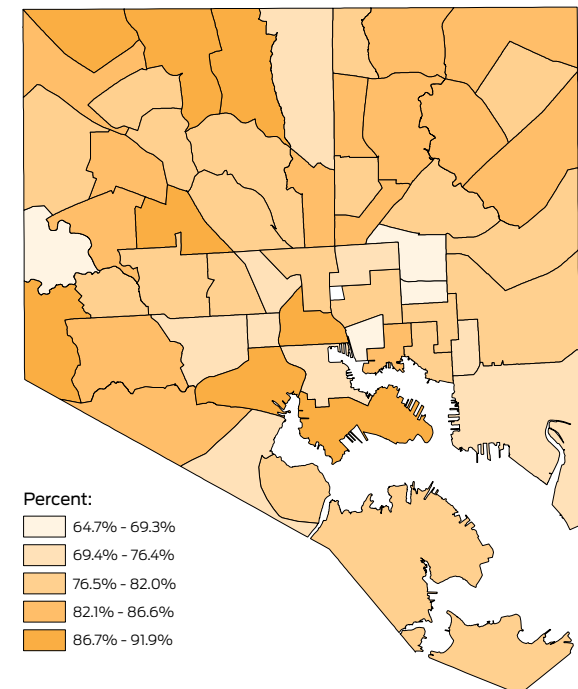 Percent:
64.7% - 69.3%
69.4% - 76.4%
76.5% - 82.0%
82.1% - 86.6%
86.7% - 91.9%